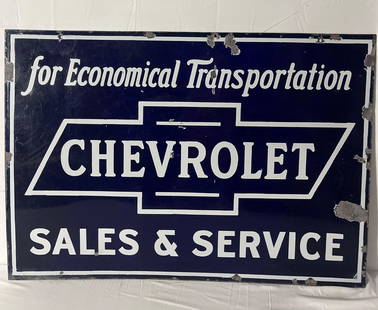 for Economical Transportation
CHEVROLET
SALES & SERVICE